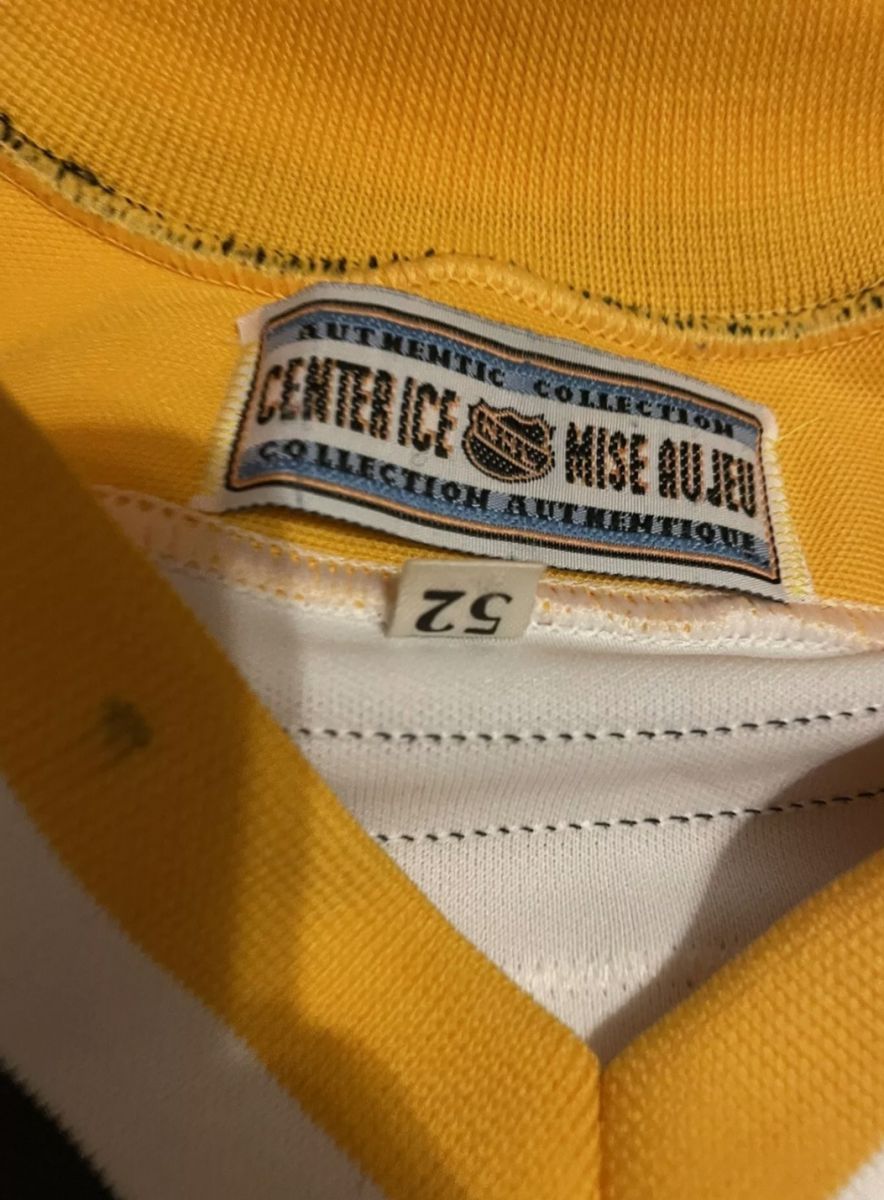 AUTHENTIC COLLECTION
CENTER ICE NHL MISE AU JEU
COLLECTION AUTHENTIQUE
52